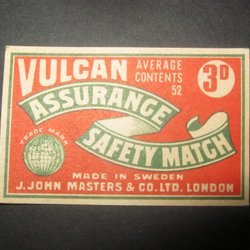 VULCAN
AVERAGE
CONTENTS
52
3D
ASSURANCE
SAFETY MATCH
TRADE MARK
MADE IN SWEDEN
J. JOHN MASTERS & CO. LTD. LONDON